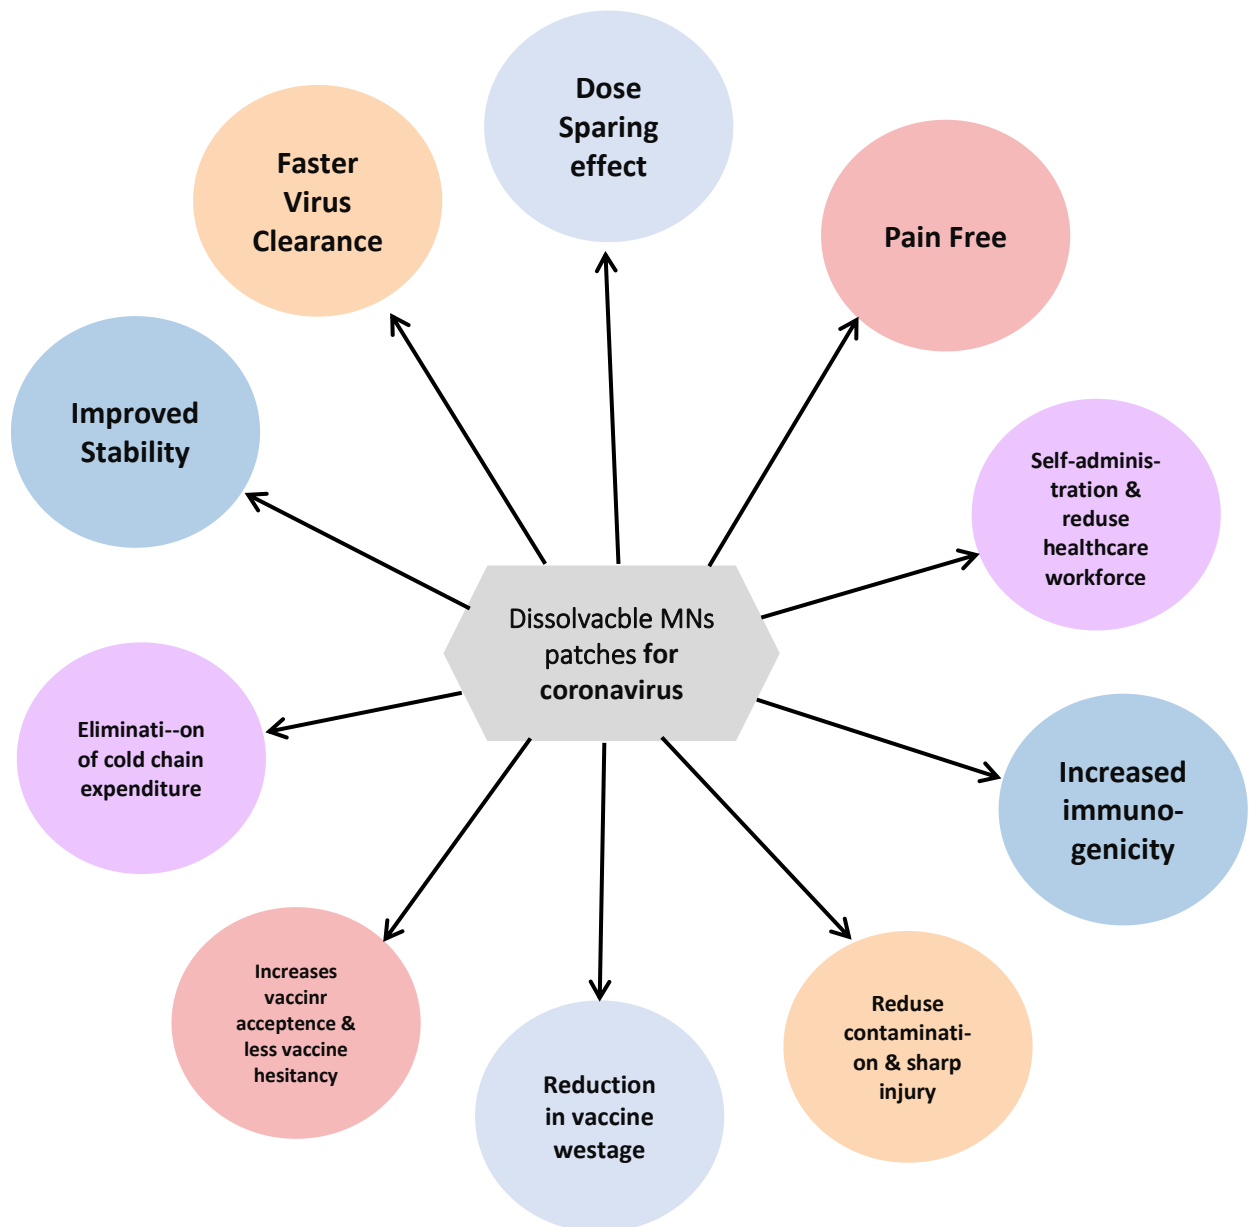 Dose
Sparing
effect
Faster
Virus
Clearance
Pain Free
Improved
Stability
Self-adminis-
tration &
reduse
healthcare
workforce
Dissolvacble MNs
patches for
coronavirus
Eliminati--on
of cold chain
expenditure
Increased
immuno-
genicity
Increases
vaccinr
acceptence &
less vaccine
hesitancy
Reduse
contaminati-
on & sharp
injury
Reduction
in vaccine
westage